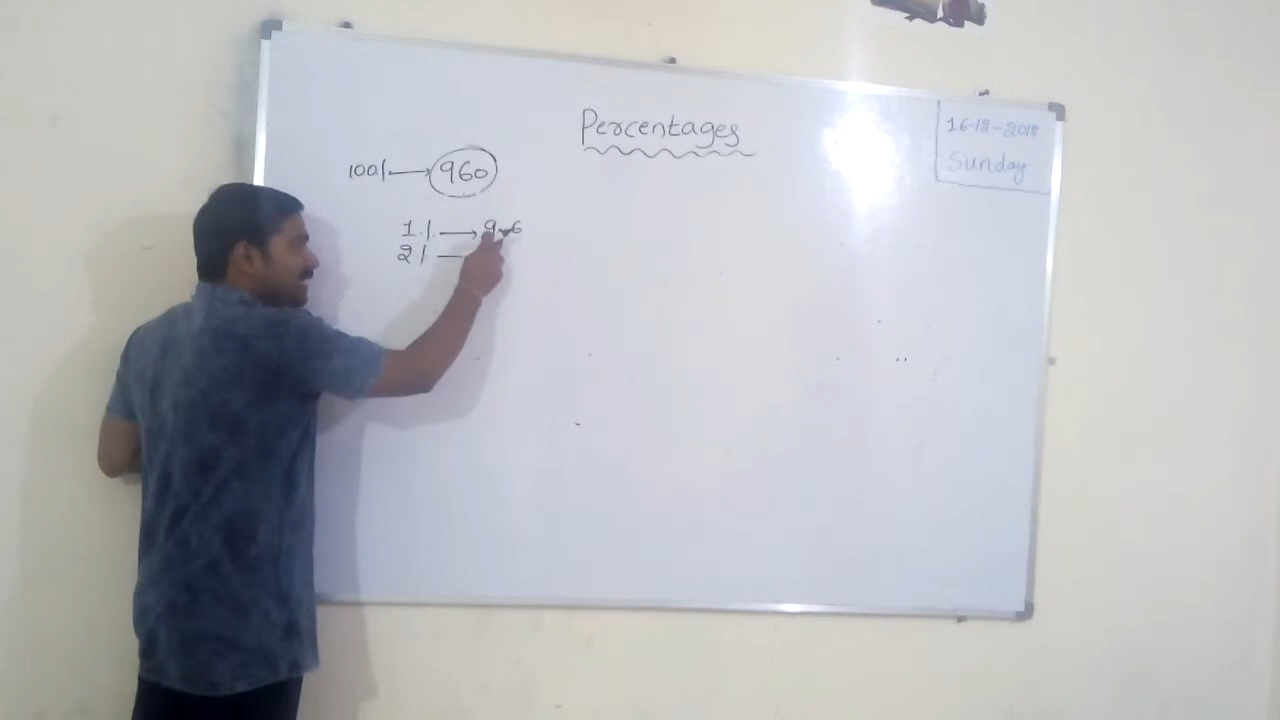 Percentages
16-12-2018
Sunday
100% → 960
1% → 9.6
2% —